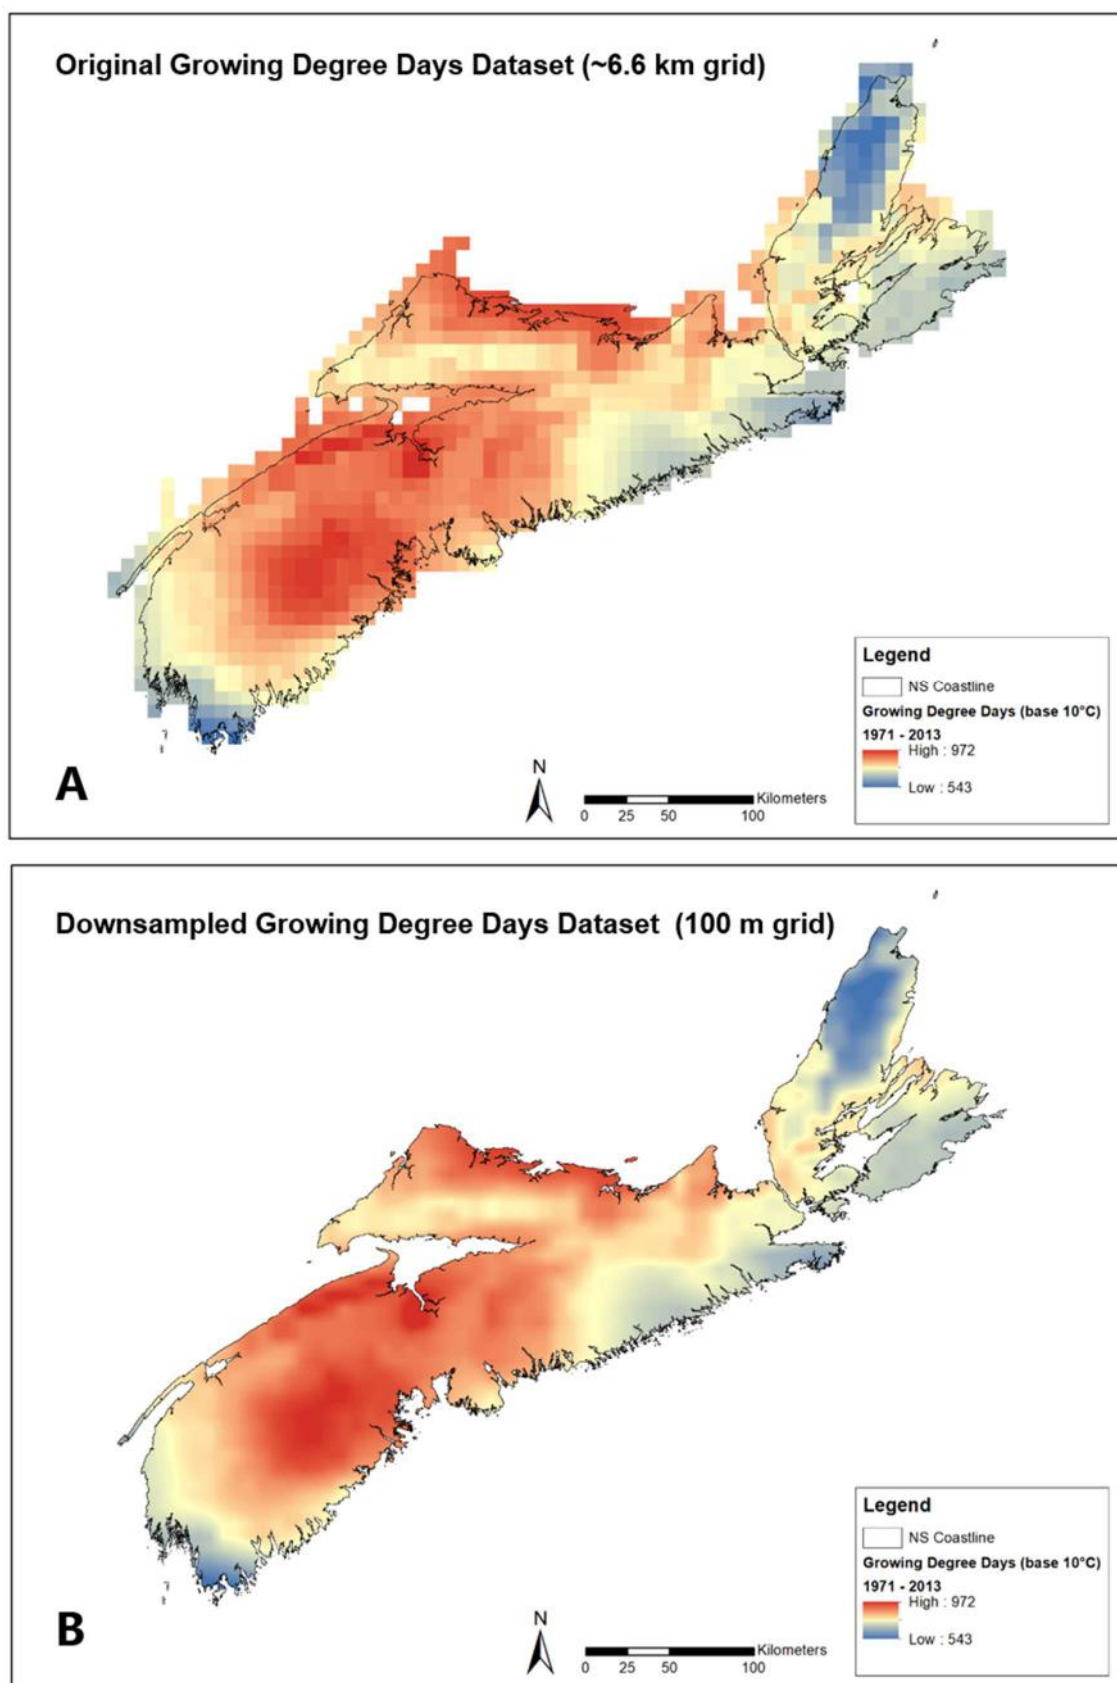 Original Growing Degree Days Dataset (~6.6 km grid)
Legend
NS Coastline
Growing Degree Days (base 10°C)
1971 - 2013
High : 972
Low : 543
A
N
Kilometers
0 25 50 100
Downsampled Growing Degree Days Dataset (100 m grid)
Legend
NS Coastline
Growing Degree Days (base 10°C)
1971 - 2013
High : 972
Low : 543
B
N
Kilometers
0 25 50 100